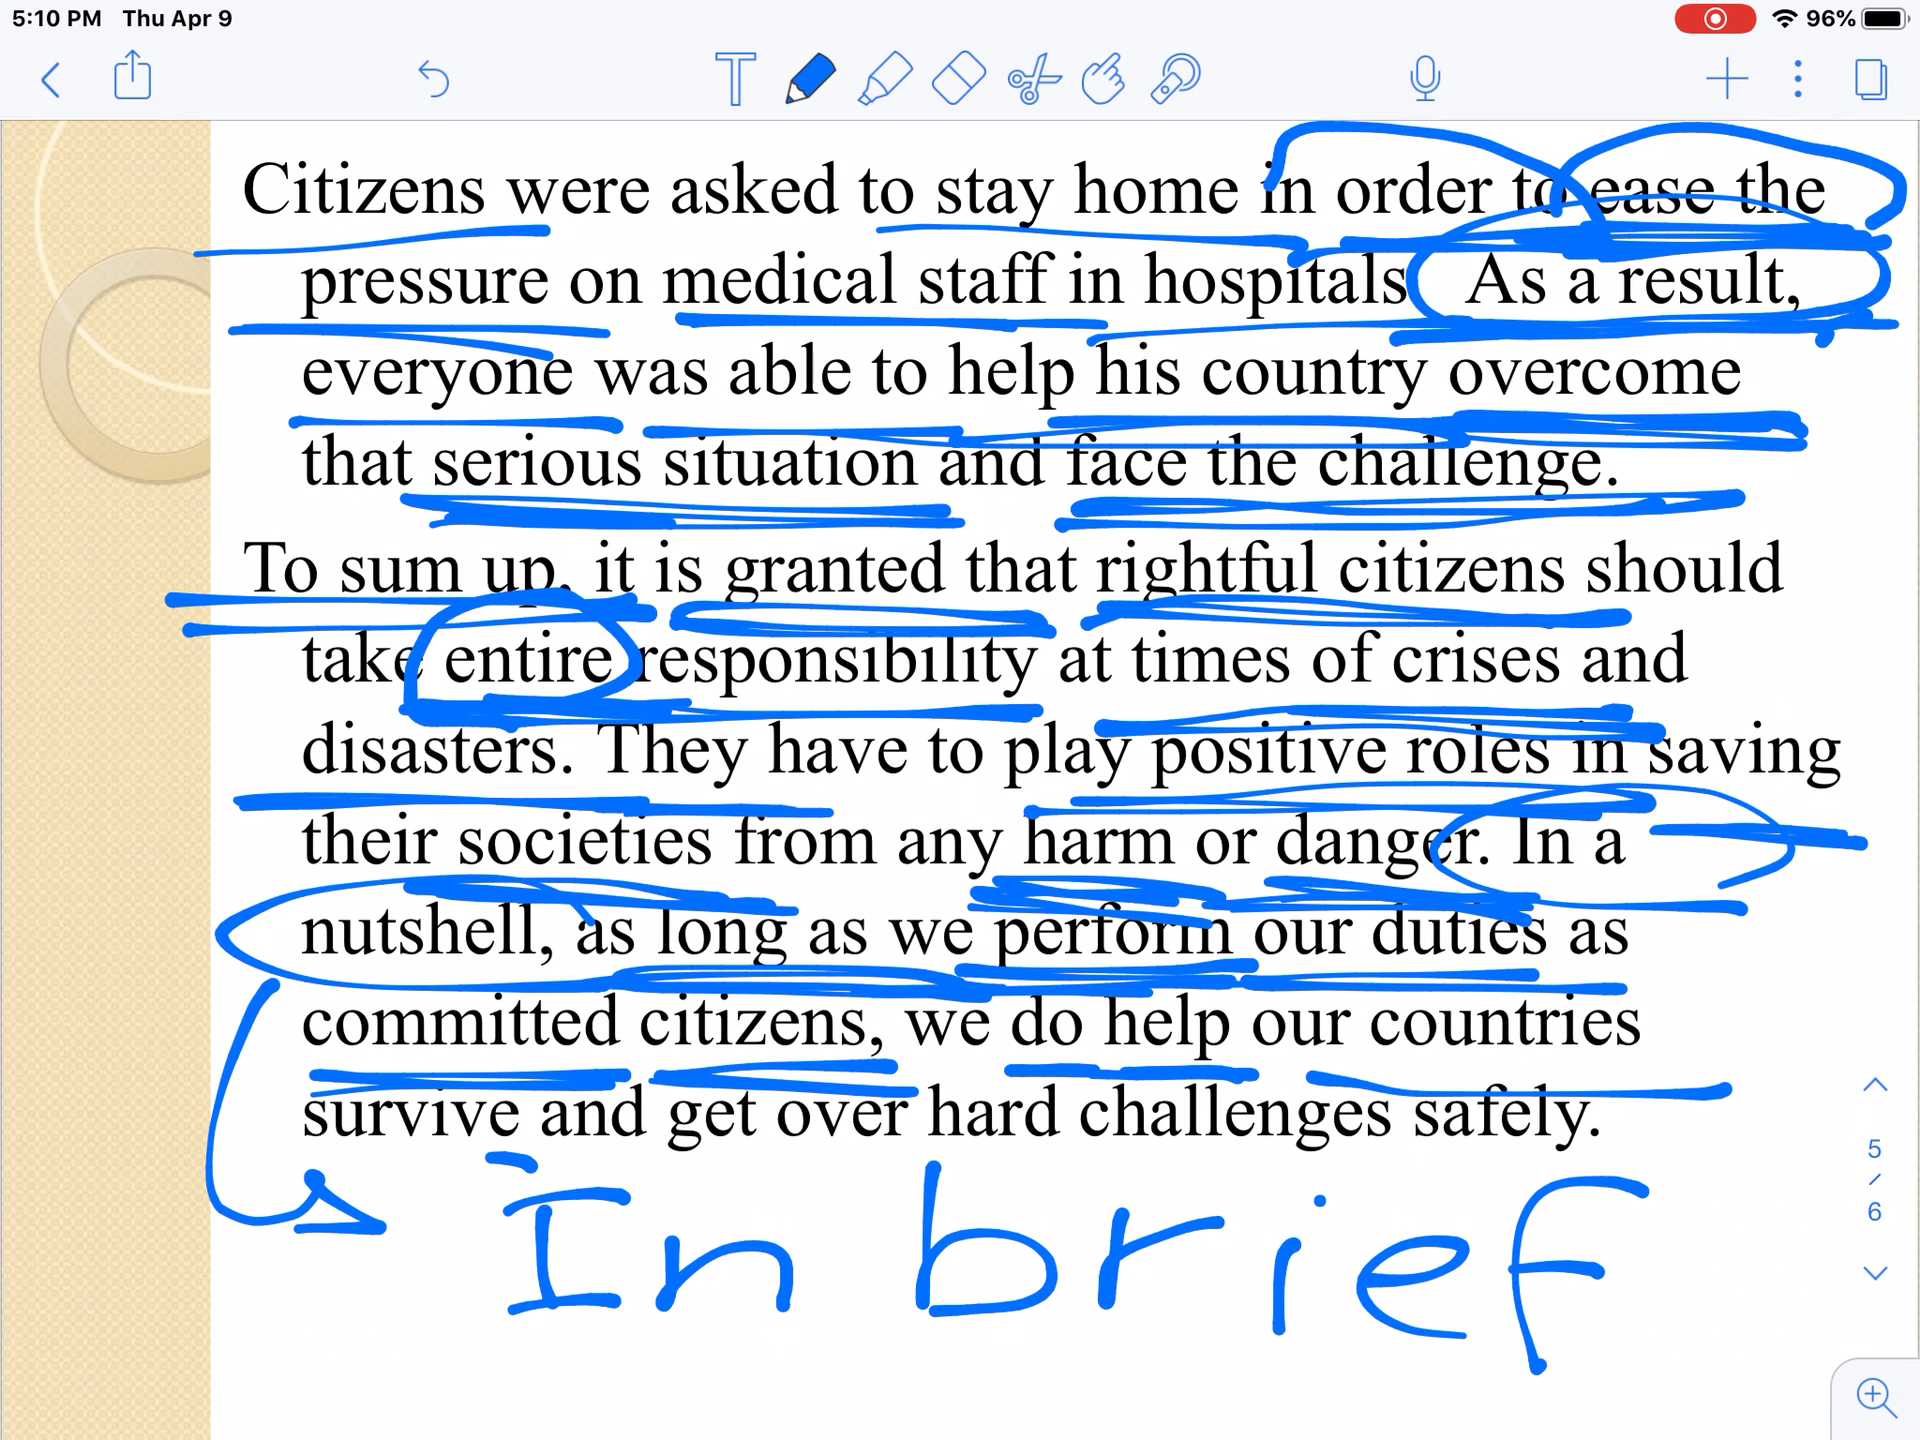 5:10 PM Thu Apr 9 96%
T
Citizens were asked to stay home in order to ease the
pressure on medical staff in hospitals As a result,
everyone was able to help his country overcome
that serious situation and face the challenge.
To sum up, it is granted that rightful citizens should
take entire responsibility at times of crises and
disasters. They have to play positive roles in saving
their societies from any harm or danger. In a
nutshell, as long as we perform our duties as
committed citizens, we do help our countries
survive and get over hard challenges safely.
In brief
5
/
6